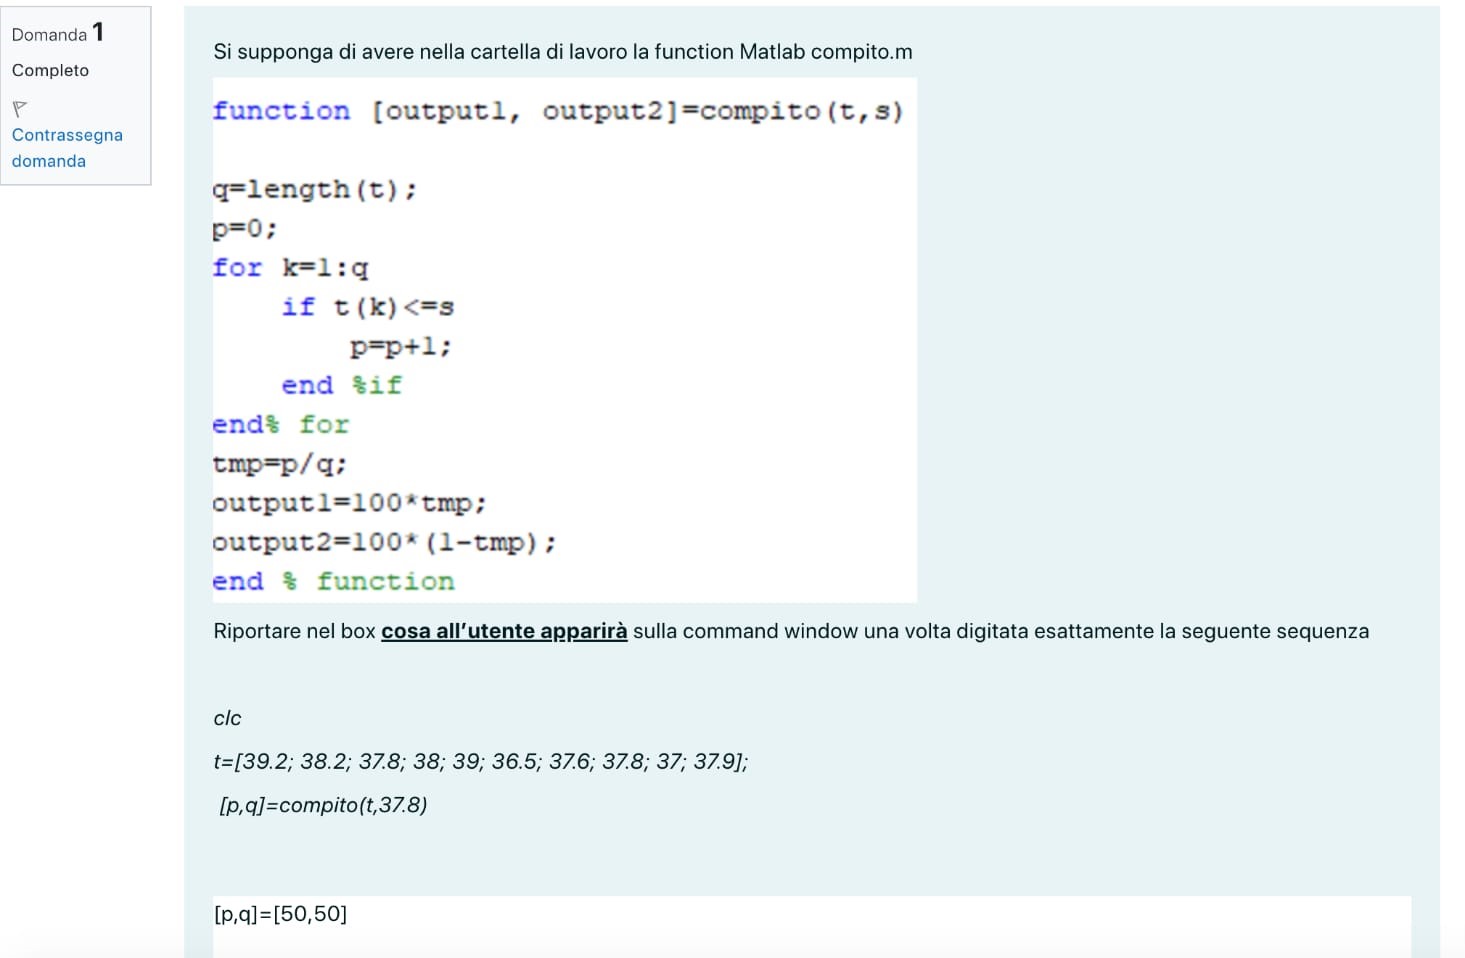 Domanda 1
Completo
Contrassegna
domanda
Si supponga di avere nella cartella di lavoro la function Matlab compito.m
function [output1, output2]=compito(t,s)
q=length(t);
p=0;
for k=1:q
if t(k)<=s
p=p+1;
end %if
end% for
tmp=p/q;
output1=100*tmp;
output2=100*(1-tmp);
end % function
Riportare nel box cosa all’utente apparirà sulla command window una volta digitata esattamente la seguente sequenza
clc
t=[39.2; 38.2; 37.8; 38; 39; 36.5; 37.6; 37.8; 37; 37.9];
[p,q]=compito(t,37.8)
[p,q]=[50,50]